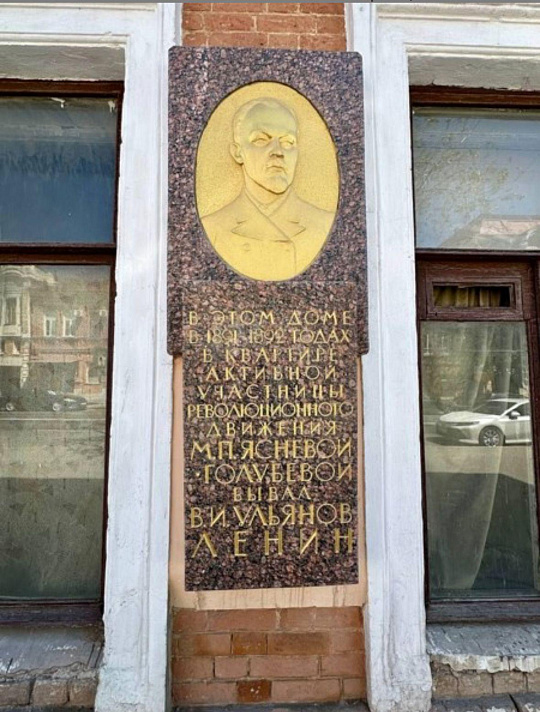 В ЭТОМ ДОМЕ
В 1891-1892 ГОДАХ
В КВАРТИРЕ
АКТИВНОЙ
УЧАСТНИЦЫ
РЕВОЛЮЦИОННОГО
ДВИЖЕНИЯ
М.П.ЯСНЕВОЙ
-ГОЛУБЕВОЙ
БЫВАЛ
В.И.УЛЬЯНОВ
ЛЕНИН